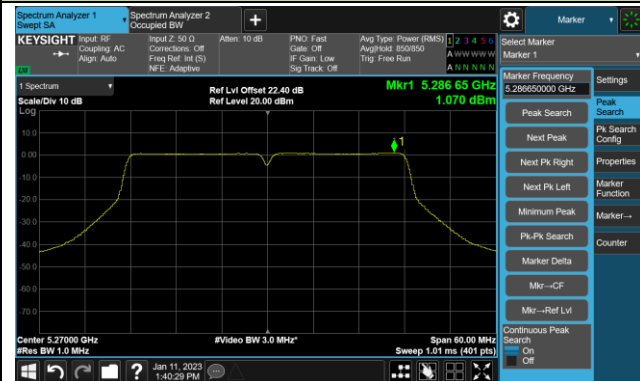 Spectrum Analyzer 1
Swept SA
Spectrum Analyzer 2
Occupied BW
Marker
KEYSIGHT
Input: RF
Coupling: AC
Align: Auto
Input Z: 50 Ω
Corrections: Off
Freq Ref: Int (S)
NFE: Adaptive
Atten: 10 dB
PNO: Fast
Gate: Off
IF Gain: Low
Sig Track: Off
Avg Type: Power (RMS)
Avg|Hold: 850/850
Trig: Free Run
1 2 3 4 5 6
A W W W W W
A N N N N N
Select Marker
Marker 1
1 Spectrum
Scale/Div 10 dB
Log
Ref Lvl Offset 22.40 dB
Ref Level 20.00 dBm
Mkr1 5.286 65 GHz
1.070 dBm
10.0
0.00
-10.0
-20.0
-30.0
-40.0
-50.0
-60.0
-70.0
1
Center 5.27000 GHz
#Res BW 1.0 MHz
#Video BW 3.0 MHz*
Span 60.00 MHz
Sweep 1.01 ms (401 pts)
Marker Frequency
5.286650000 GHz
Peak Search
Next Peak
Next Pk Right
Next Pk Left
Minimum Peak
Pk-Pk Search
Marker Delta
Mkr→CF
Mkr→Ref Lvl
Continuous Peak
Search
On
Off
Settings
Peak
Search
Pk Search
Config
Properties
Marker
Function
Marker→
Counter
Jan 11, 2023
1:40:29 PM